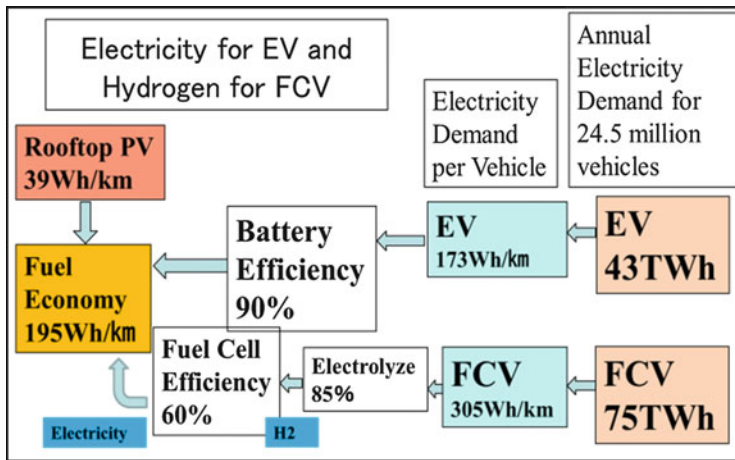 Electricity for EV and
Hydrogen for FCV
Annual
Electricity
Demand for
24.5 million
vehicles
Electricity
Demand
per Vehicle
Rooftop PV
39Wh/km
Fuel
Economy
195Wh/㎞
Battery
Efficiency
90%
EV
173Wh/㎞
EV
43TWh
Fuel Cell
Efficiency
60%
Electrolyze
85%
FCV
305Wh/km
FCV
75TWh
Electricity
H2